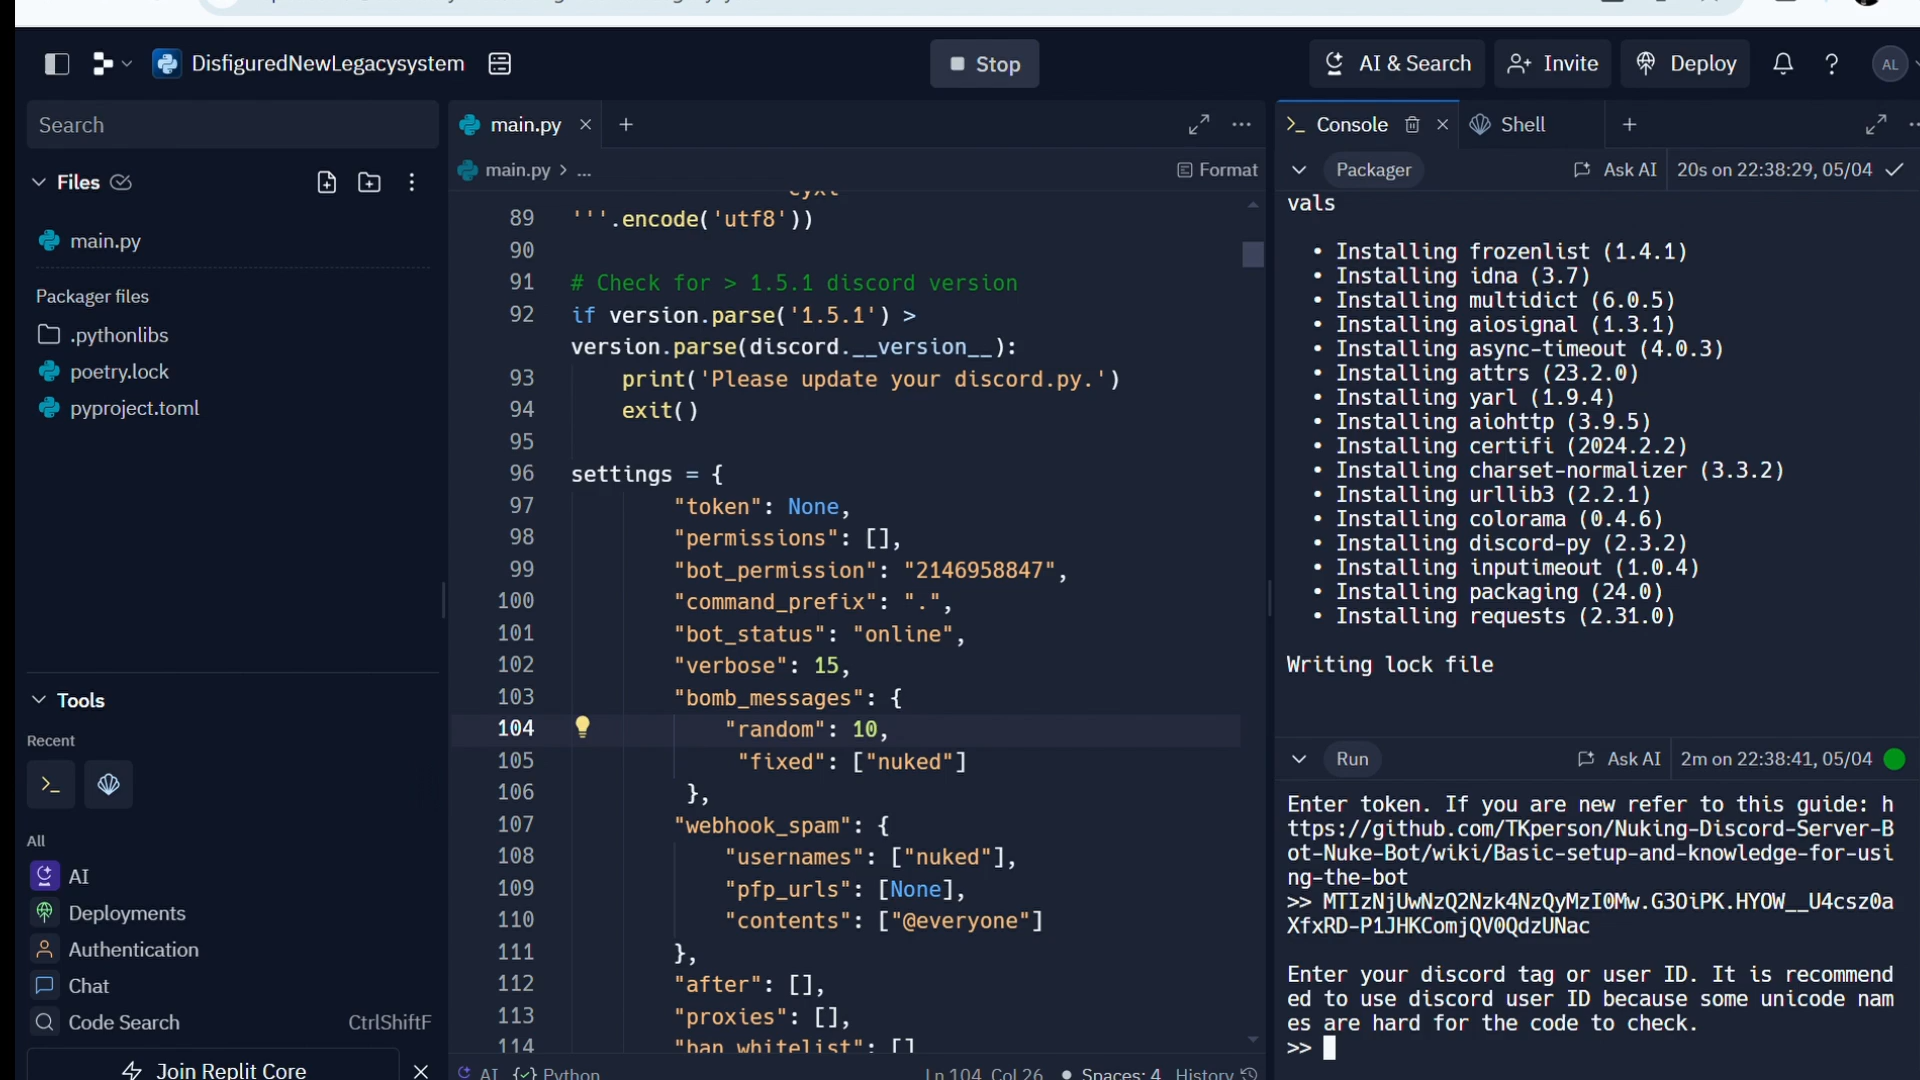 DisfiguredNewLegacysystem
Stop
AI & Search
Invite
Deploy
?
AL
Search
Files
main.py
Packager files
.pythonlibs
poetry.lock
pyproject.toml
Tools
Recent
All
AI
Deployments
Authentication
Chat
Code Search CtrlShiftF
Join Replit Core
main.py
main.py > ...
Format
89 '''.encode('utf8'))
90
91 # Check for > 1.5.1 discord version
92 if version.parse('1.5.1') >
version.parse(discord.__version__):
93 print('Please update your discord.py.')
94 exit()
95
96 settings = {
97 "token": None,
98 "permissions": [],
99 "bot_permission": "2146958847",
100 "command_prefix": ".",
101 "bot_status": "online",
102 "verbose": 15,
103 "bomb_messages": {
104 "random": 10,
105 "fixed": ["nuked"]
106 },
107 "webhook_spam": {
108 "usernames": ["nuked"],
109 "pfp_urls": [None],
110 "contents": ["@everyone"]
111 },
112 "after": [],
113 "proxies": [],
114 "ban_whitelist": []
AI {✓} Python Ln 104, Col 26 • Spaces: 4 History
Console
Shell
Packager
Ask AI
20s on 22:38:29, 05/04
vals
• Installing frozenlist (1.4.1)
• Installing idna (3.7)
• Installing multidict (6.0.5)
• Installing aiosignal (1.3.1)
• Installing async-timeout (4.0.3)
• Installing attrs (23.2.0)
• Installing yarl (1.9.4)
• Installing aiohttp (3.9.5)
• Installing certifi (2024.2.2)
• Installing charset-normalizer (3.3.2)
• Installing urllib3 (2.2.1)
• Installing colorama (0.4.6)
• Installing discord-py (2.3.2)
• Installing inputimeout (1.0.4)
• Installing packaging (24.0)
• Installing requests (2.31.0)
Writing lock file
Run
Ask AI
2m on 22:38:41, 05/04
Enter token. If you are new refer to this guide: h
ttps://github.com/TKperson/Nuking-Discord-Server-B
ot-Nuke-Bot/wiki/Basic-setup-and-knowledge-for-usi
ng-the-bot
>> MTIzNjUwNzQ2Nzk4NzQyMzI0Mw.G3OiPK.HYOW__U4csz0a
XfxRD-P1JHKComjQV0QdzUNac
Enter your discord tag or user ID. It is recommend
ed to use discord user ID because some unicode nam
es are hard for the code to check.
>>